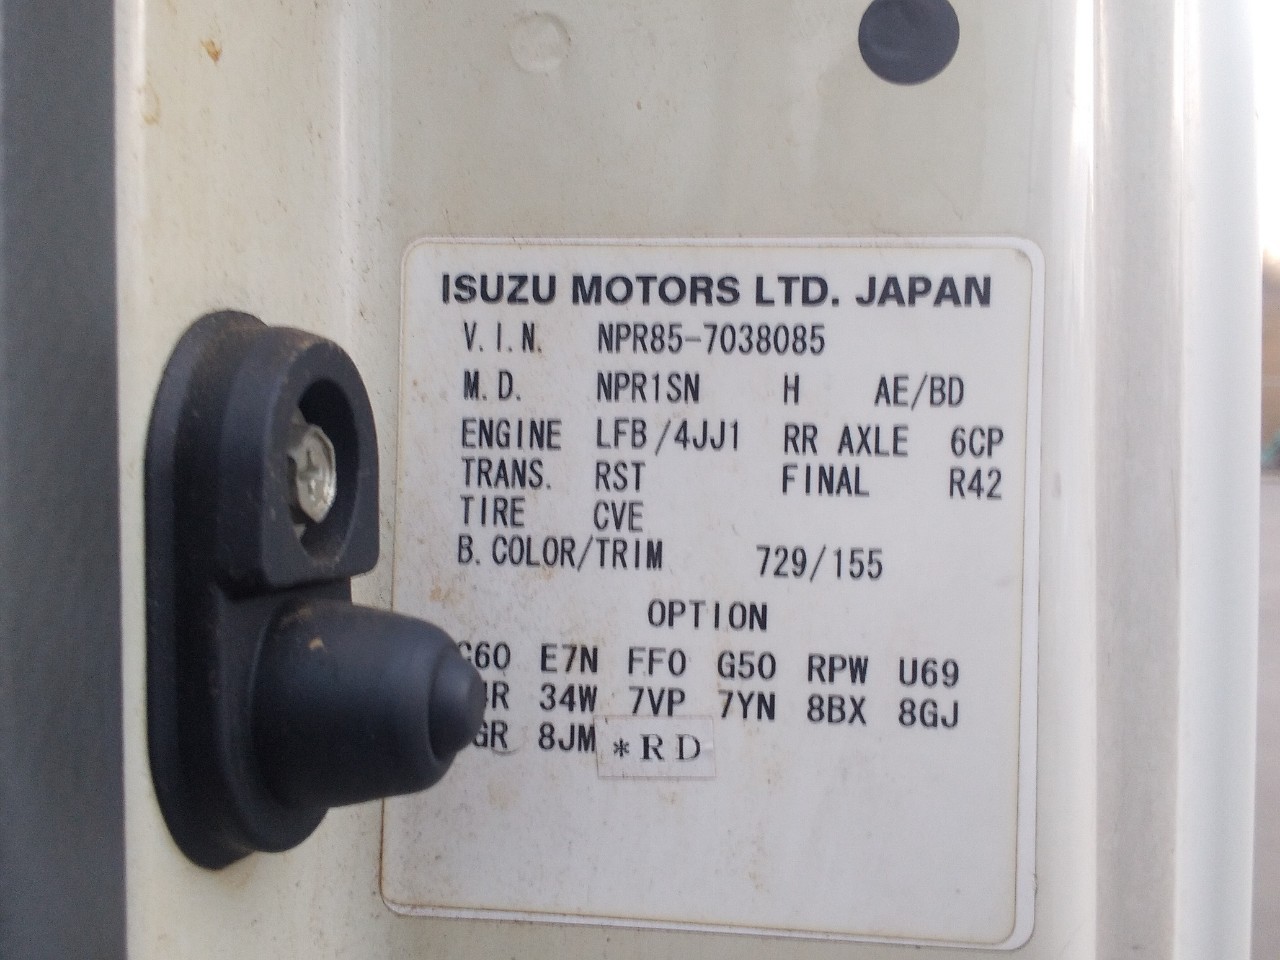 ISUZU MOTORS LTD. JAPAN
V.I.N. NPR85-7038085
M.D. NPR1SN H AE/BD
ENGINE LFB/4JJ1 RR AXLE 6CP
TRANS. RST FINAL R42
TIRE CVE
B.COLOR/TRIM 729/155
OPTION
E7N FF0 G50 RPW U69
34W 7VP 7YN 8BX 8GJ
8JM *RD